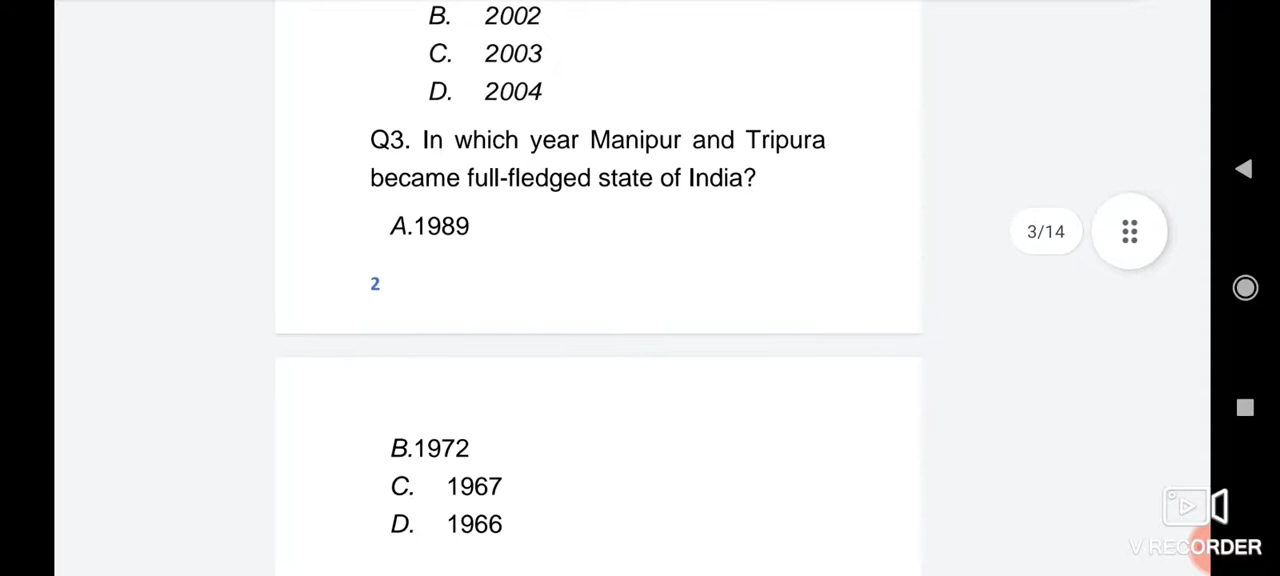 B. 2002
C. 2003
D. 2004
Q3. In which year Manipur and Tripura
became full-fledged state of India?
A.1989
3/14
2
B.1972
C. 1967
D. 1966
V RECORDER